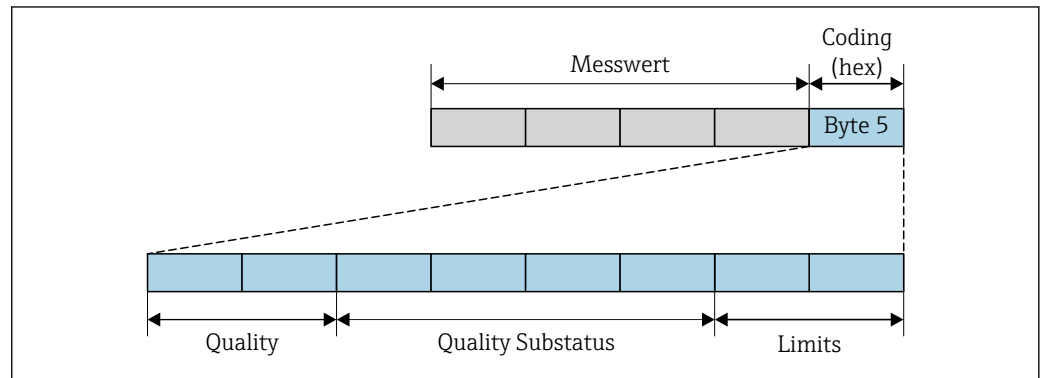 Coding
Messwert
(hex)
Byte 5
Quality
Quality Substatus
Limits